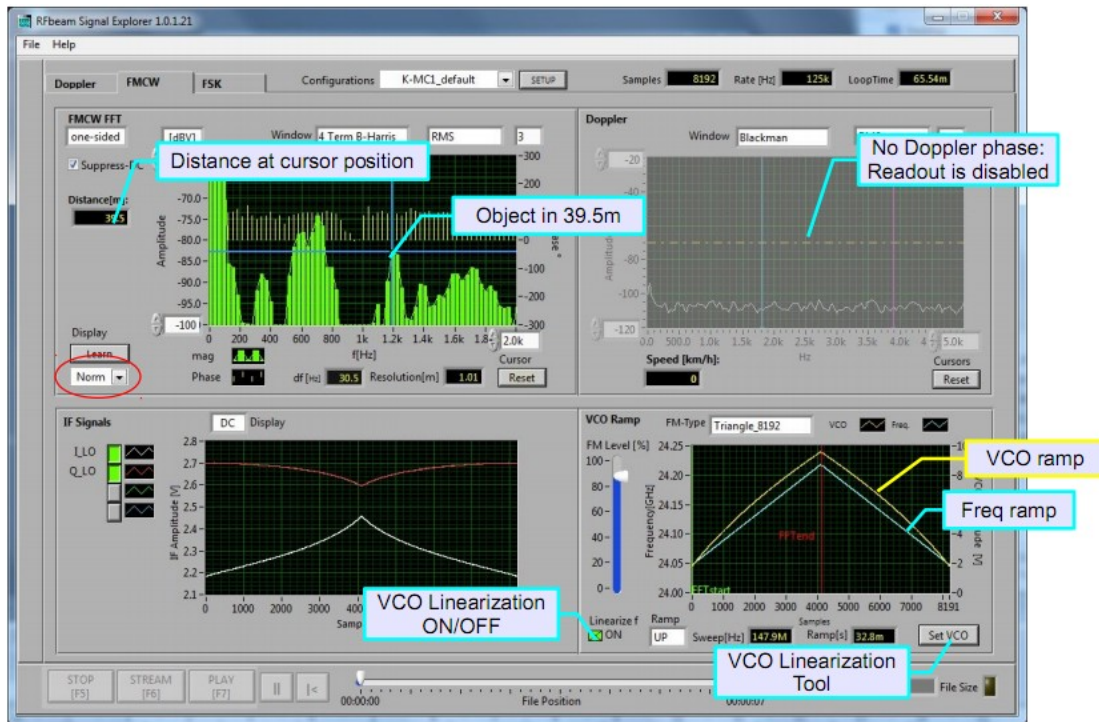 RFbeam Signal Explorer 1.0.1.21
File Help
Doppler FMCW FSK
Configurations K-MC1_default SETUP
Samples 8192 Rate [Hz] 125k LoopTime 65.54m
FMCW FFT
one-sided [dBV] Window 4 Term B-Harris RMS 3
Suppress-
Distance at cursor position
Distance[m]:
39.5
Object in 39.5m
Amplitude
-70.0
-80.0
-85.0
-90.0
-95.0
-100
-300
-200
-0
-100
-200
-300
0 200 400 600 800 1.0k 1.2k 1.4k 1.6k 1.8 2.0k
f[Hz]
Display
Learn
Norm
mag
Phase
df [Hz] 30.5 Resolution[m] 1.01
Cursor
Reset
Doppler
Window Blackman
No Doppler phase:
Readout is disabled
Amplitude
-20
-40
-80
-100
-120
0.0 500.0 1.0k 1.5k 2.0k 2.5k 3.0k 3.5k 4 5.0k
Hz
Speed [km/h]:
0
Cursors
Reset
IF Signals
DC Display
I_LO
Q_LO
IF Amplitude [V]
2.8
2.7
2.6
2.5
2.4
2.3
2.2
2.1
0 1000 2000 3000 400
Samp
VCO Linearization
ON/OFF
VCO Ramp FM-Type Triangle_8192 VCO Freq.
FM Level [%]
100
80
60
40
20
0
Frequency[GHz]
24.25
24.20
24.15
24.10
24.05
24.00
FFTend
FFTstart
VCO ramp
Freq ramp
8
4
2
0
[V]
0 1000 2000 3000 4000 5000 6000 7000 8191
Samples
Linearize f
ON
Ramp
UP
Sweep[Hz] 147.9M Ramp[s] 32.8m Set VCO
VCO Linearization
Tool
STOP
[F5]
STREAM
[F6]
PLAY
[F7]
00:00:00 File Position 00:00:07 File Size